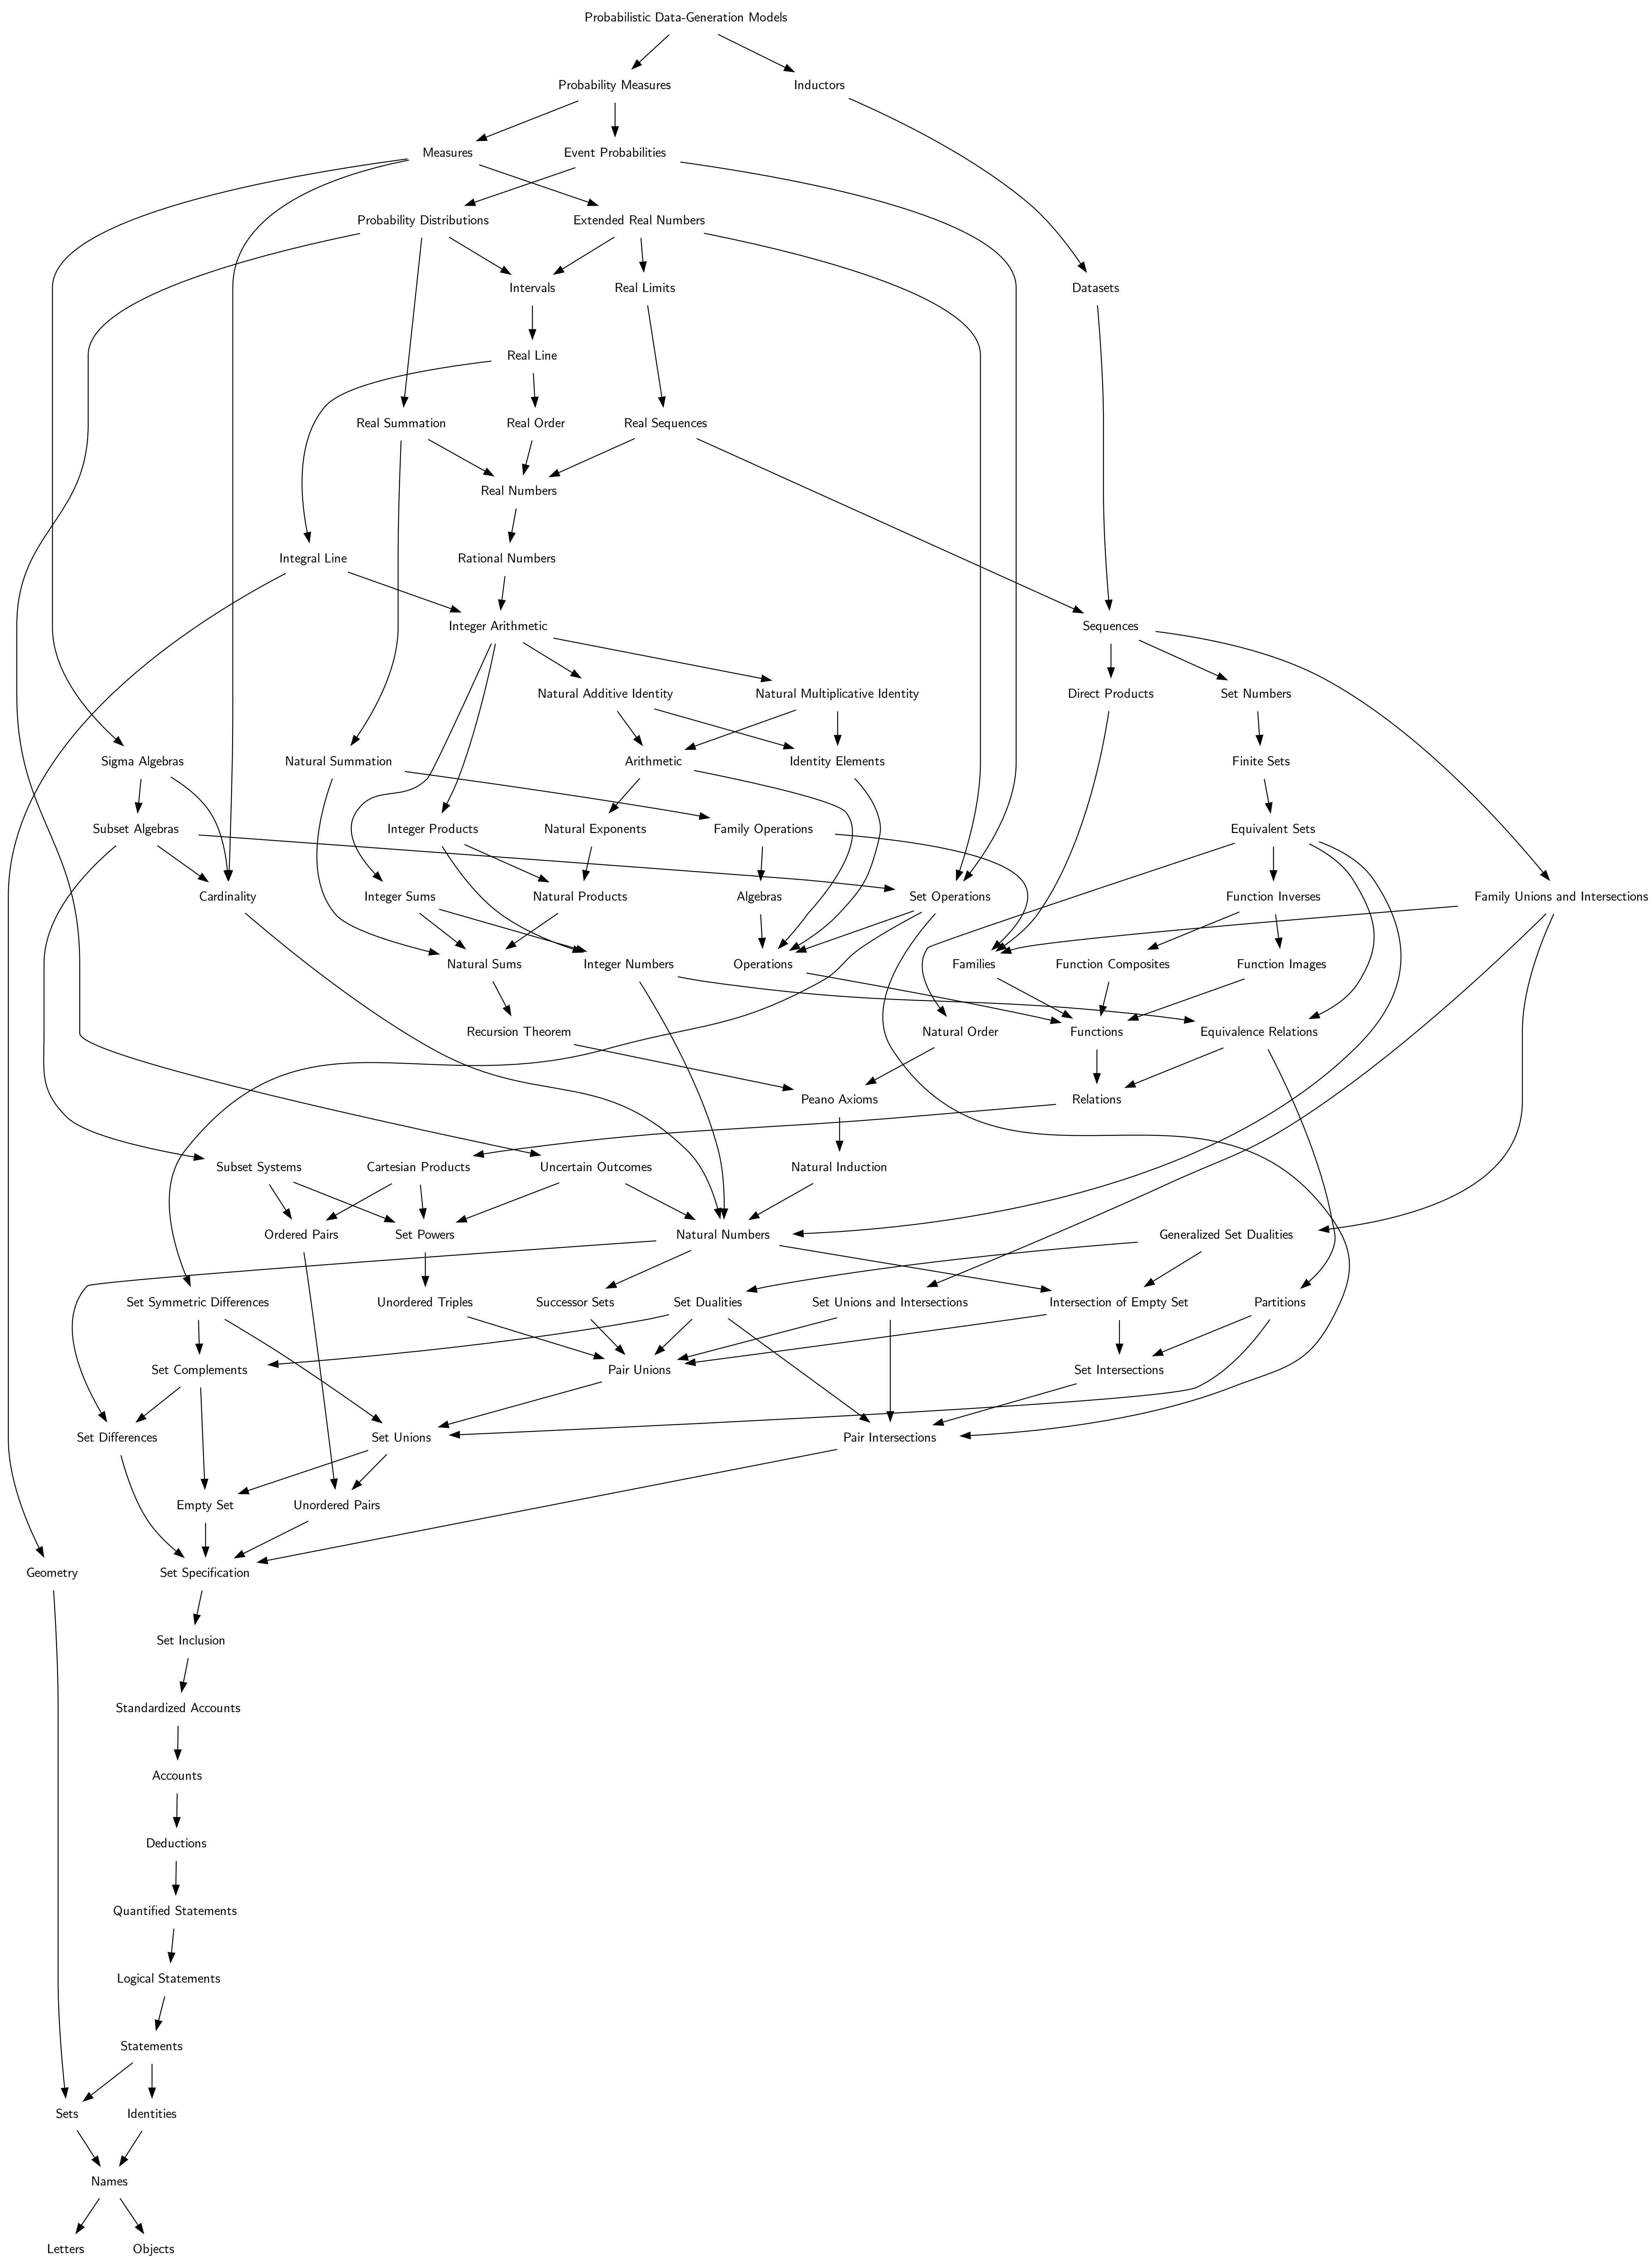 Probabilistic Data-Generation Models
Probability Measures
Inductors
Measures
Event Probabilities
Probability Distributions
Extended Real Numbers
Intervals
Real Limits
Datasets
Real Line
Real Summation
Real Order
Real Sequences
Real Numbers
Integral Line
Rational Numbers
Integer Arithmetic
Sequences
Natural Additive Identity
Natural Multiplicative Identity
Direct Products
Set Numbers
Sigma Algebras
Natural Summation
Arithmetic
Identity Elements
Finite Sets
Subset Algebras
Integer Products
Natural Exponents
Family Operations
Equivalent Sets
Cardinality
Integer Sums
Natural Products
Algebras
Set Operations
Function Inverses
Family Unions and Intersections
Natural Sums
Integer Numbers
Operations
Families
Function Composites
Function Images
Recursion Theorem
Natural Order
Functions
Equivalence Relations
Peano Axioms
Relations
Subset Systems
Cartesian Products
Uncertain Outcomes
Natural Induction
Ordered Pairs
Set Powers
Natural Numbers
Generalized Set Dualities
Set Symmetric Differences
Unordered Triples
Successor Sets
Set Dualities
Set Unions and Intersections
Intersection of Empty Set
Partitions
Set Complements
Pair Unions
Set Intersections
Set Differences
Set Unions
Pair Intersections
Empty Set
Unordered Pairs
Geometry
Set Specification
Set Inclusion
Standardized Accounts
Accounts
Deductions
Quantified Statements
Logical Statements
Statements
Sets
Identities
Names
Letters
Objects